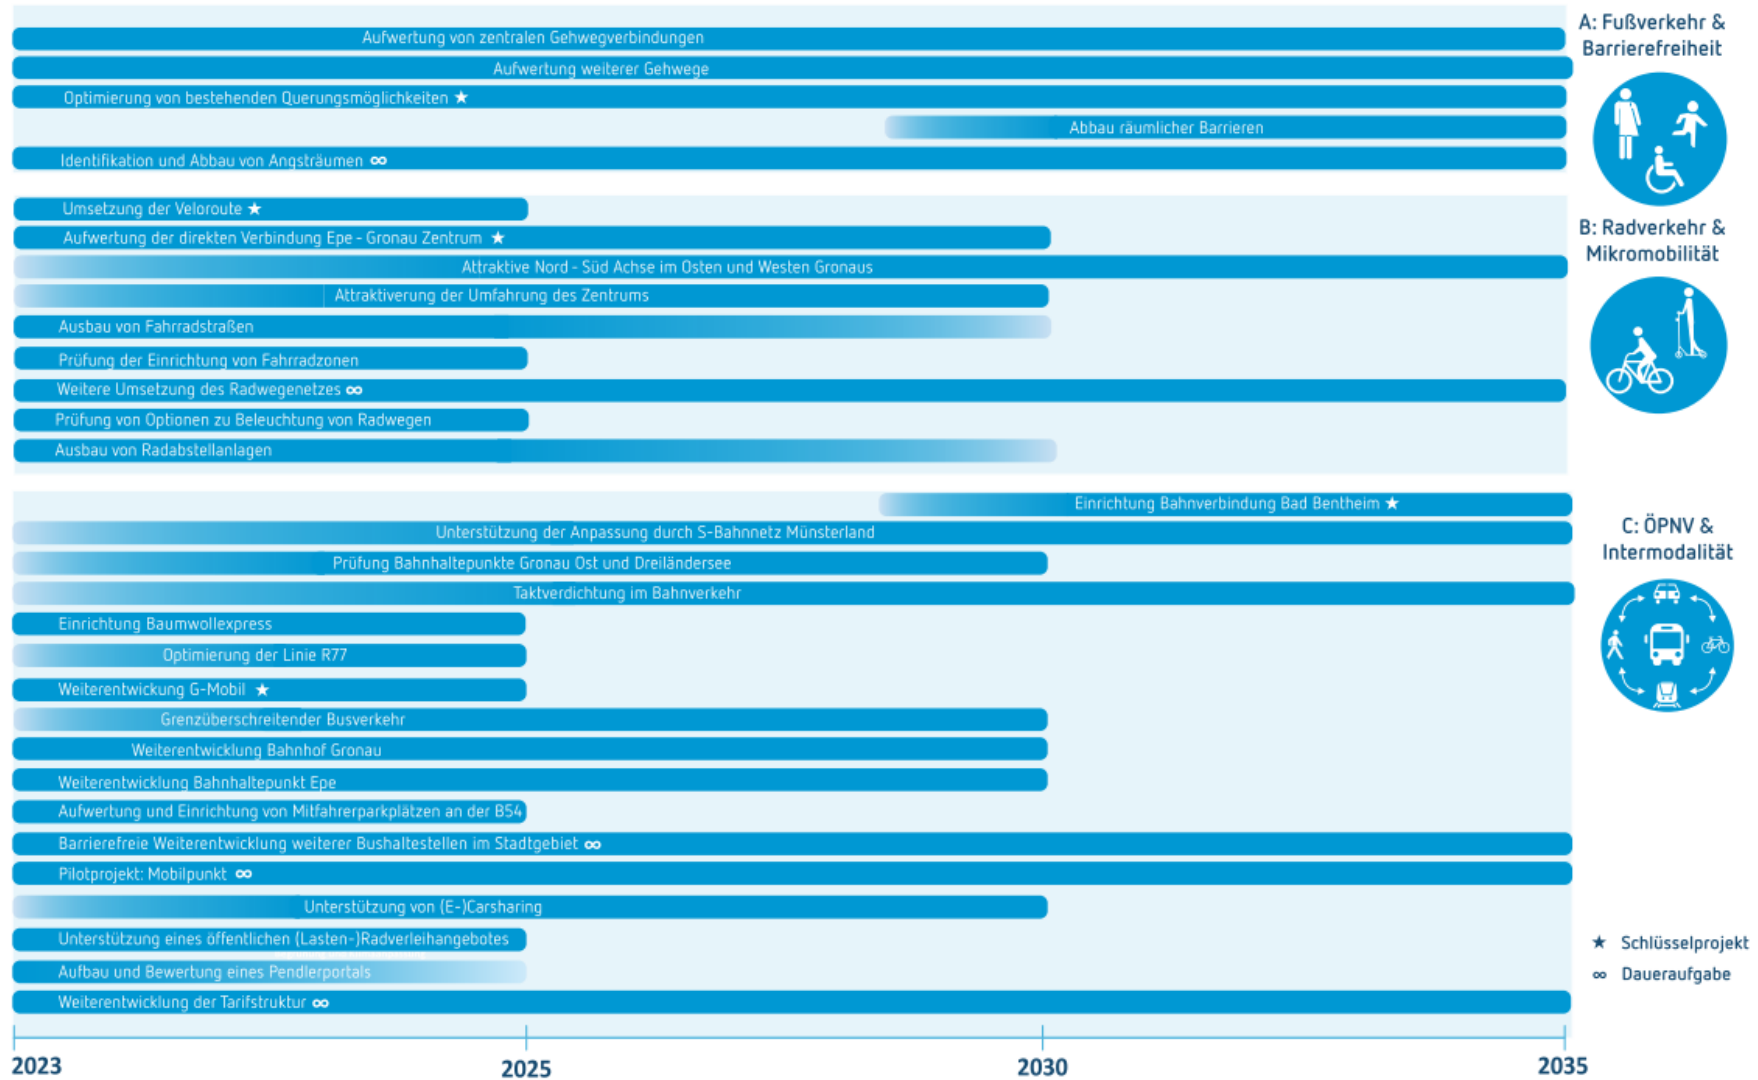 Aufwertung von zentralen Gehwegverbindungen
Aufwertung weiterer Gehwege
Optimierung von bestehenden Querungsmöglichkeiten ★
Abbau räumlicher Barrieren
Identifikation und Abbau von Angsträumen ∞
A: Fußverkehr &
Barrierefreiheit
Umsetzung der Veloroute ★
Aufwertung der direkten Verbindung Epe - Gronau Zentrum ★
Attraktive Nord - Süd Achse im Osten und Westen Gronaus
Attraktiverung der Umfahrung des Zentrums
Ausbau von Fahrradstraßen
Prüfung der Einrichtung von Fahrradzonen
Weitere Umsetzung des Radwegenetzes ∞
Prüfung von Optionen zu Beleuchtung von Radwegen
Ausbau von Radabstellanlagen
B: Radverkehr &
Mikromobilität
Einrichtung Bahnverbindung Bad Bentheim ★
Unterstützung der Anpassung durch S-Bahnnetz Münsterland
Prüfung Bahnhaltepunkte Gronau Ost und Dreiländersee
Taktverdichtung im Bahnverkehr
Einrichtung Baumwollexpress
Optimierung der Linie R77
Weiterentwickung G-Mobil ★
Grenzüberschreitender Busverkehr
Weiterentwicklung Bahnhof Gronau
Weiterentwicklung Bahnhaltepunkt Epe
Aufwertung und Einrichtung von Mitfahrerparkplätzen an der B54
Barrierefreie Weiterentwicklung weiterer Bushaltestellen im Stadtgebiet ∞
Pilotprojekt: Mobilpunkt ∞
Unterstützung von (E-)Carsharing
Unterstützung eines öffentlichen (Lasten-)Radverleihangebotes
Aufbau und Bewertung eines Pendlerportals
Weiterentwicklung der Tarifstruktur ∞
C: ÖPNV &
Intermodalität
★ Schlüsselprojekt
∞ Daueraufgabe
2023 2025 2030 2035